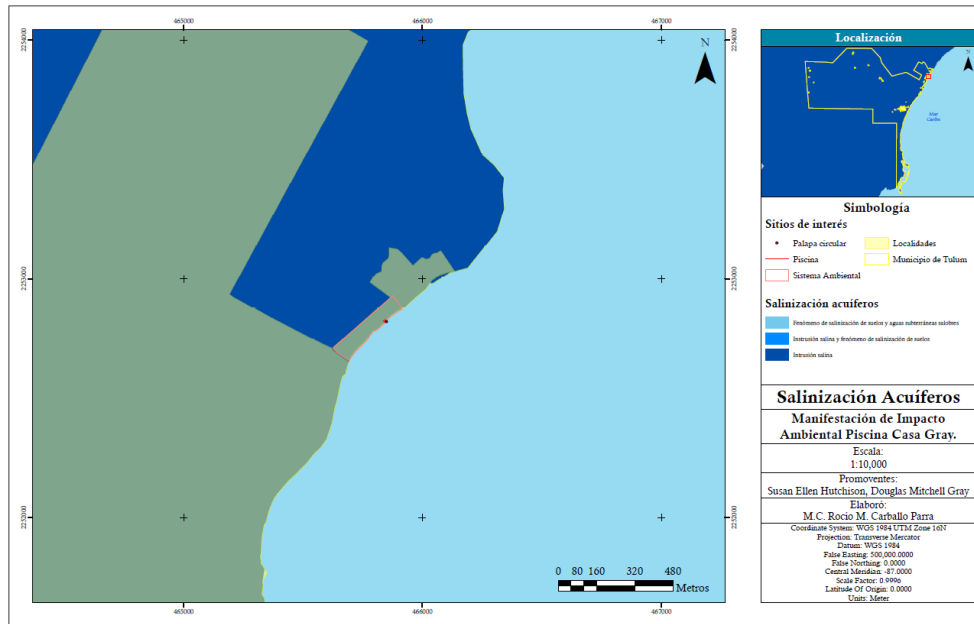 465000
466000
467000
2254000
2254000
N
2253000
2253000
2252000
2252000
0 80 160 320 480
Metros
465000
466000
467000
Localización
N
Mar
Caribe
Simbología
Sitios de interés
Palapa circular
Localidades
Piscina
Municipio de Tulum
Sistema Ambiental
Salinización acuíferos
Fenómeno de salinización de suelos y aguas subterráneas salobres
Instrusión salina y fenómeno de salinización de suelos
Intrusión salina
Salinización Acuíferos
Manifestación de Impacto
Ambiental Piscina Casa Gray.
Escala:
1:10,000
Promoventes:
Susan Ellen Hutchison, Douglas Mitchell Gray
Elaboró:
M.C. Rocio M. Carballo Parra
Coordinate System: WGS 1984 UTM Zone 16N
Projection: Transverse Mercator
Datum: WGS 1984
False Easting: 500,000.0000
False Northing: 0.0000
Central Meridian: -87.0000
Scale Factor: 0.9996
Latitude Of Origin: 0.0000
Units: Meter